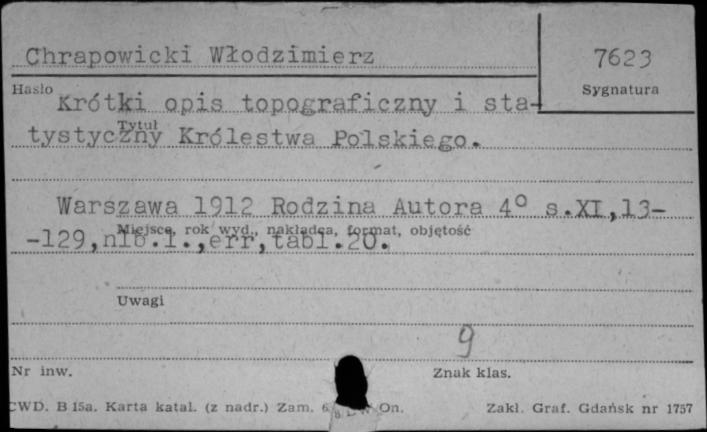 Chrapowicki Włodzimierz
7623
Hasło
Sygnatura
Krótki opis topograficzny i sta-
Tytuł
tystyczny Królestwa Polskiego.
Warszawa 1912 Rodzina Autora 4° s.XI,13-
Miejsce, rok wyd., nakładca, format, objętość
-129,nlb.1.,err,tabl.20.
Uwagi
9
Nr inw.
Znak klas.
CWD. B 15a. Karta katal. (z nadr.) Zam. On.
Zakł. Graf. Gdańsk nr 1757